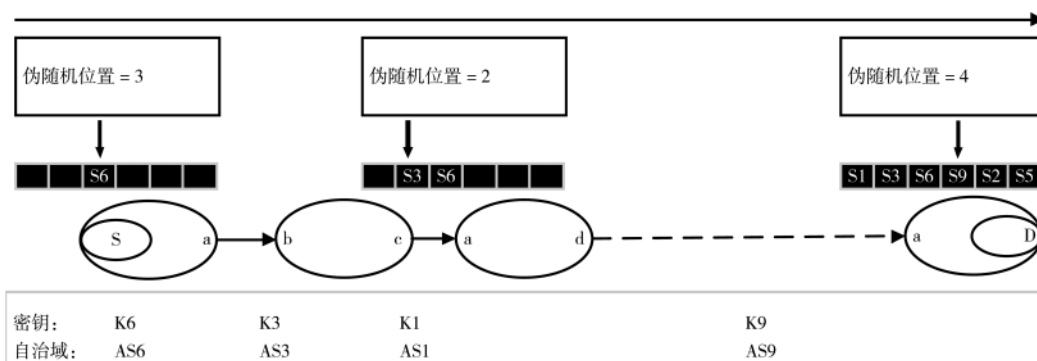 伪随机位置 = 3 伪随机位置 = 2 伪随机位置 = 4
S6 S3 S6 S1 S3 S6 S9 S2 S5
S a b c a d a D
密钥： K6 K3 K1 K9
自治域： AS6 AS3 AS1 AS9